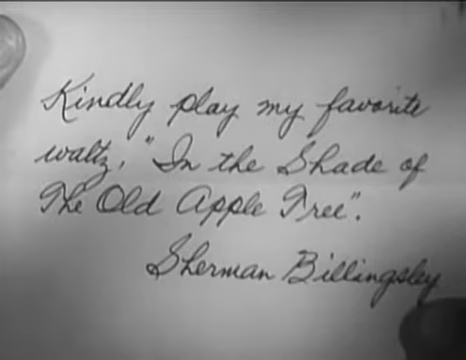 Kindly play my favorite
waltz, "In the Shade of
The Old Apple Tree".
Sherman Billingsley